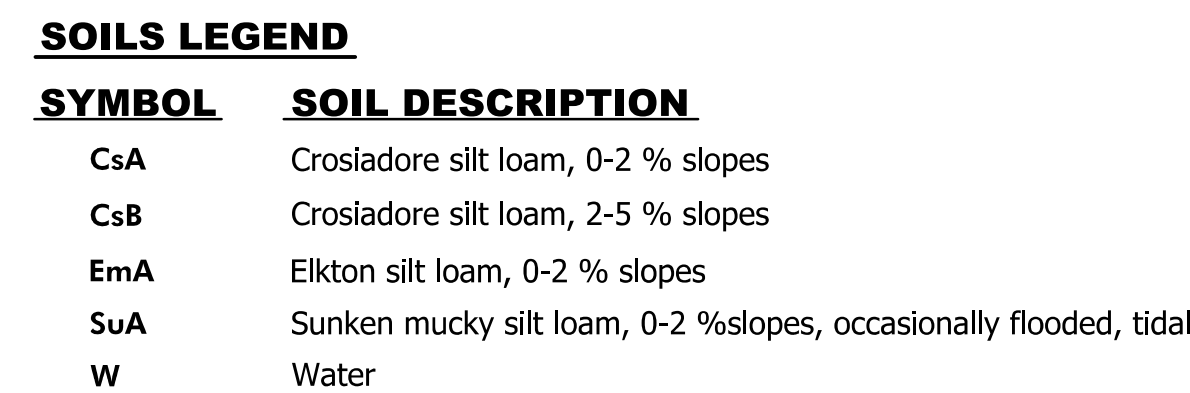 SOILS LEGEND
SYMBOL SOIL DESCRIPTION
CsA Crosiadore silt loam, 0-2 % slopes
CsB Crosiadore silt loam, 2-5 % slopes
EmA Elkton silt loam, 0-2 % slopes
SuA Sunken mucky silt loam, 0-2 %slopes, occasionally flooded, tidal
W Water